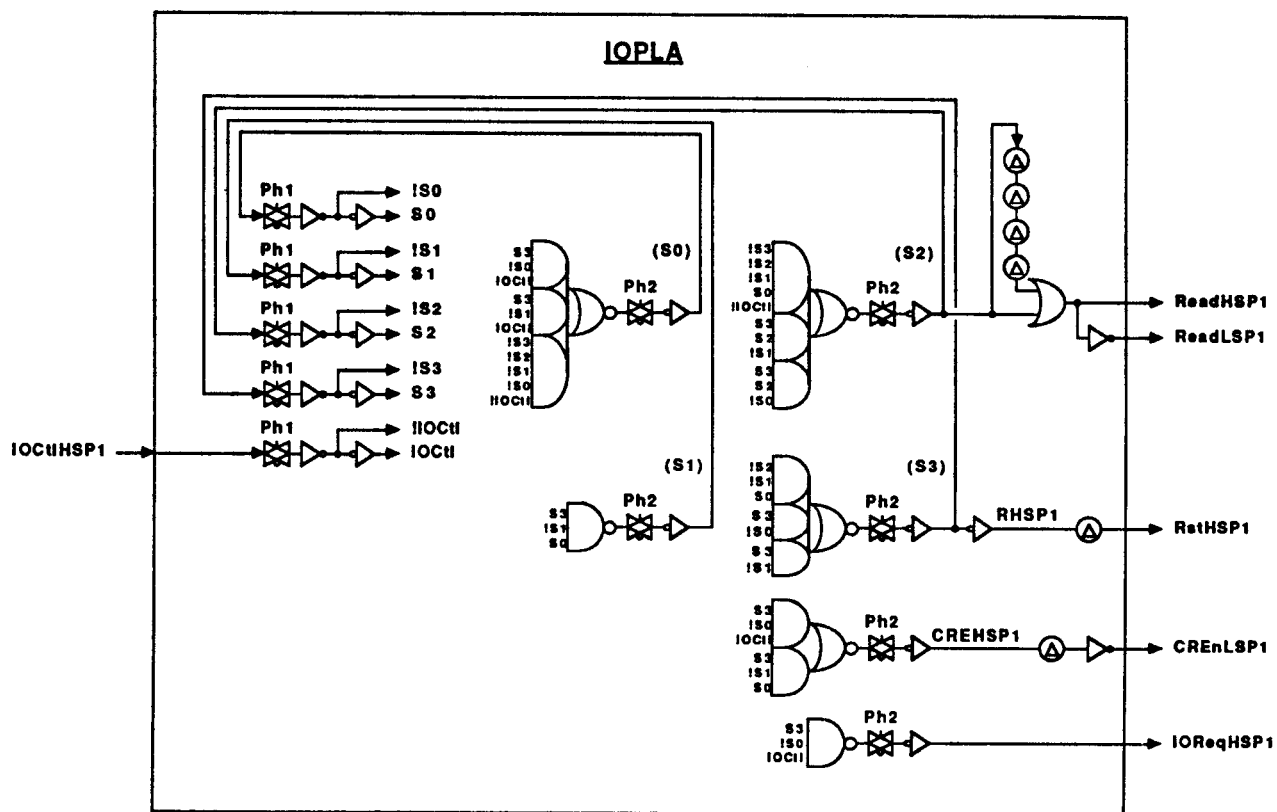 IOPLA
Ph1
!S0
S0
Ph1
!S1
S1
Ph1
!S2
S2
Ph1
!S3
S3
Ph1
!IOCtl
IOCtl
IOCtlHSP1
(S0)
S3
!S0
IOCtl
S3
!S1
IOCtl
!S3
!S2
!S1
!S0
!IOCtl
Ph2
(S1)
S3
!S1
S0
Ph2
(S2)
!S3
!S2
!S1
S0
!IOCtl
S3
S2
!S1
S3
S2
!S0
Ph2
ReadHSP1
ReadLSP1
(S3)
!S2
!S1
S0
S3
!S0
S3
!S1
Ph2
RHSP1
RstHSP1
S3
!S0
IOCtl
S3
!S1
S0
Ph2
CREHSP1
CREnLSP1
S3
!S0
IOCtl
Ph2
IOReqHSP1